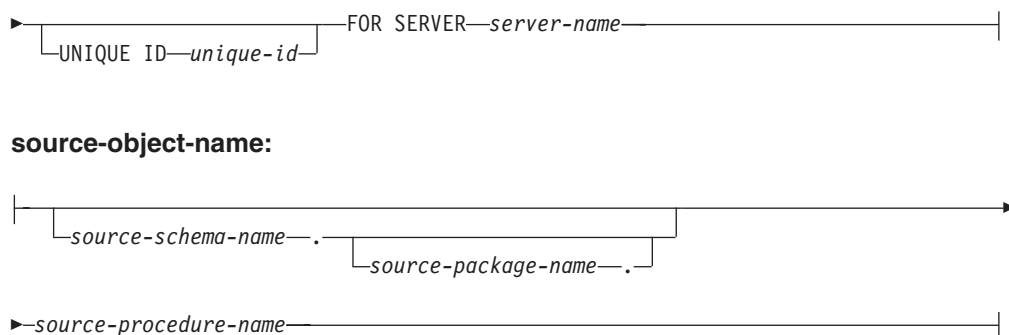 FOR SERVER server-name
UNIQUE ID unique-id
source-object-name:
source-schema-name .
source-package-name .
source-procedure-name